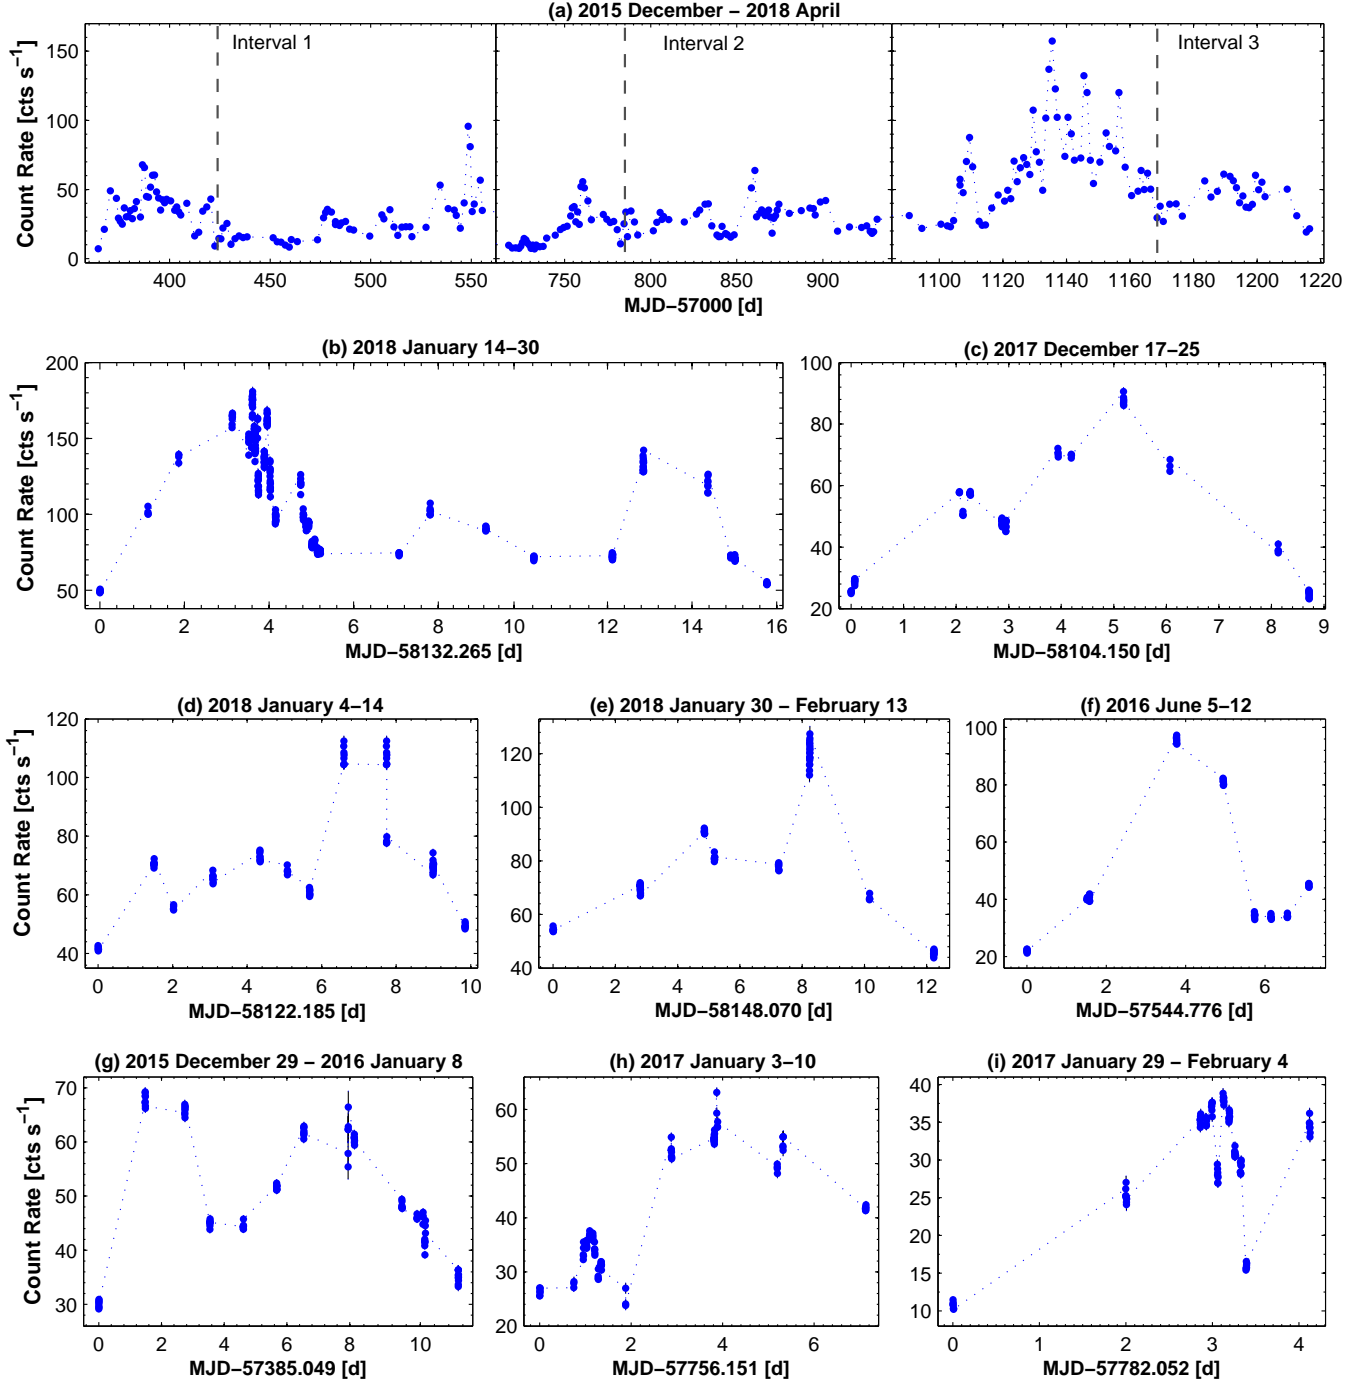 (a) 2015 December – 2018 April
Count Rate [cts s⁻¹]
150
100
50
0
Interval 1
Interval 2
Interval 3
400 450 500 550 750 800 850 900 1100 1120 1140 1160 1180 1200 1220
MJD–57000 [d]
(b) 2018 January 14–30
(c) 2017 December 17–25
Count Rate [cts s⁻¹]
200
150
100
50
0 2 4 6 8 10 12 14 16
MJD–58132.265 [d]
100
80
60
40
20
0 1 2 3 4 5 6 7 8 9
MJD–58104.150 [d]
(d) 2018 January 4–14
(e) 2018 January 30 – February 13
(f) 2016 June 5–12
Count Rate [cts s⁻¹]
120
100
80
60
40
0 2 4 6 8 10
MJD–58122.185 [d]
120
100
80
60
40
0 2 4 6 8 10 12
MJD–58148.070 [d]
100
80
60
40
20
0 2 4 6
MJD–57544.776 [d]
(g) 2015 December 29 – 2016 January 8
(h) 2017 January 3–10
(i) 2017 January 29 – February 4
Count Rate [cts s⁻¹]
70
60
50
40
30
0 2 4 6 8 10
MJD–57385.049 [d]
60
50
40
30
20
0 2 4 6
MJD–57756.151 [d]
40
35
30
25
20
15
10
0 1 2 3 4
MJD–57782.052 [d]